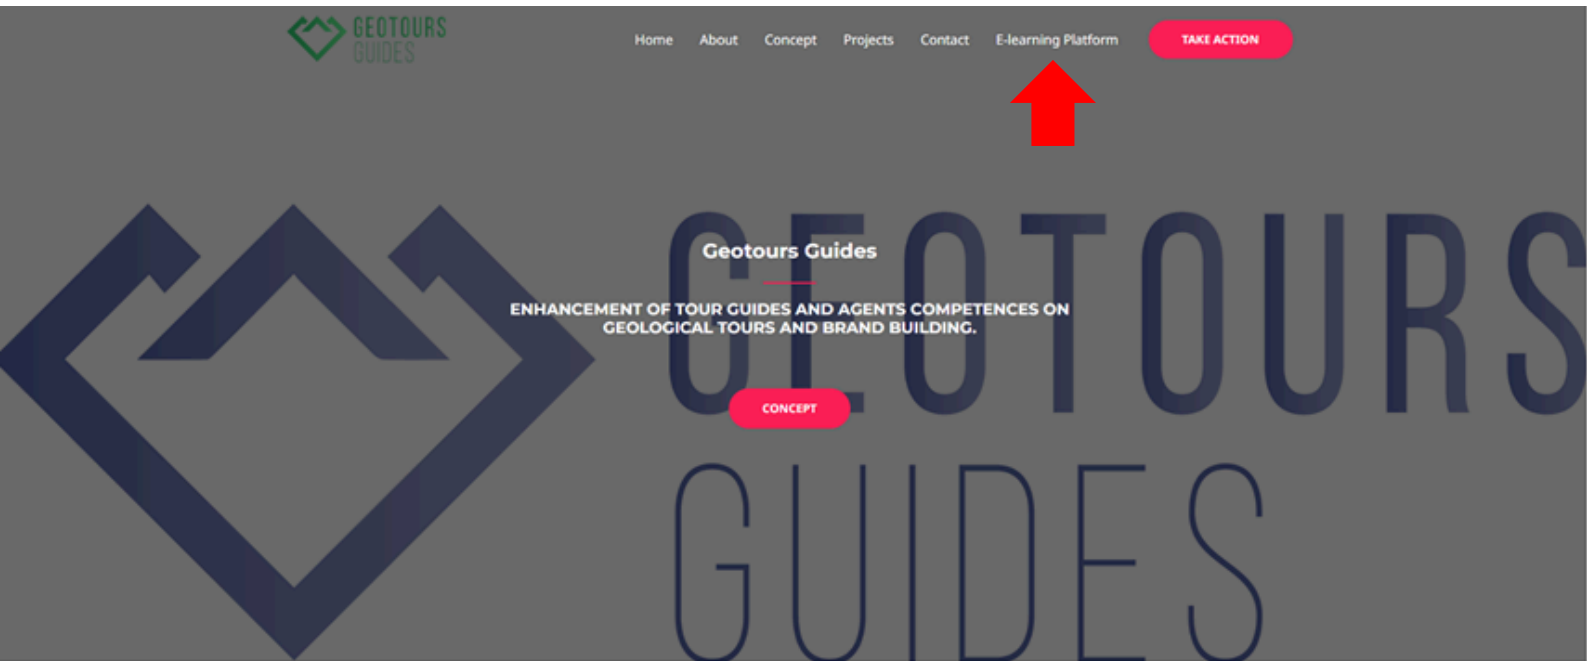 GEOTOURS
GUIDES
Home About Concept Projects Contact E-learning Platform TAKE ACTION
Geotours Guides
ENHANCEMENT OF TOUR GUIDES AND AGENTS COMPETENCES ON
GEOLOGICAL TOURS AND BRAND BUILDING.
CONCEPT
GEOTOURS
GUIDES